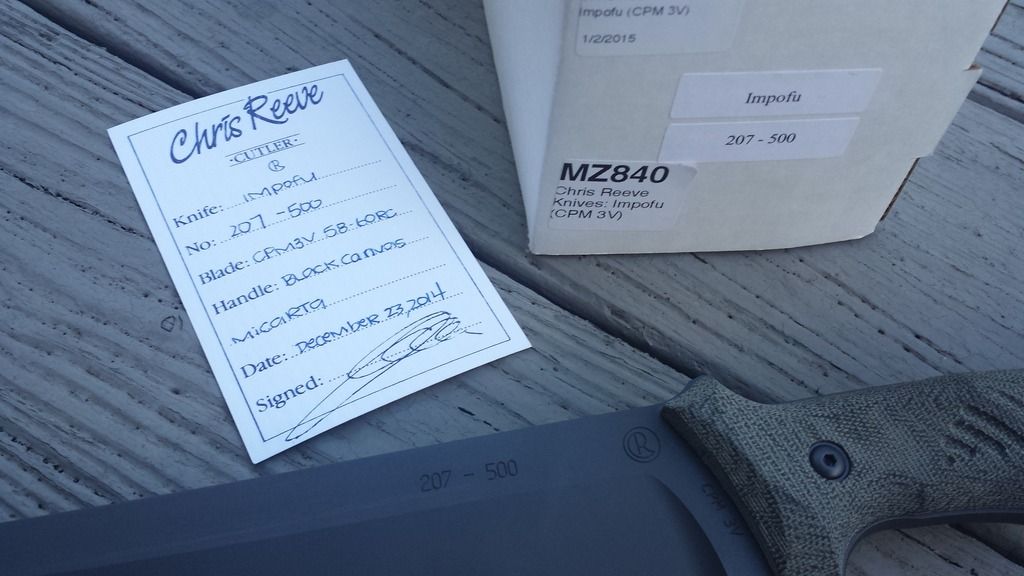 Impofu (CPM 3V)
1/2/2015
Impofu
207 - 500
MZ840
Chris Reeve
Knives: Impofu
(CPM 3V)
Chris Reeve
·CUTLER·
®
Knife: IMPOFU
No: 207 - 500
Blade: CPM3V 58-60RC
Handle: BLACK Canvas
MicaRTa
Date: December 23, 2014
Signed:
207 - 500
®
CPM 3V